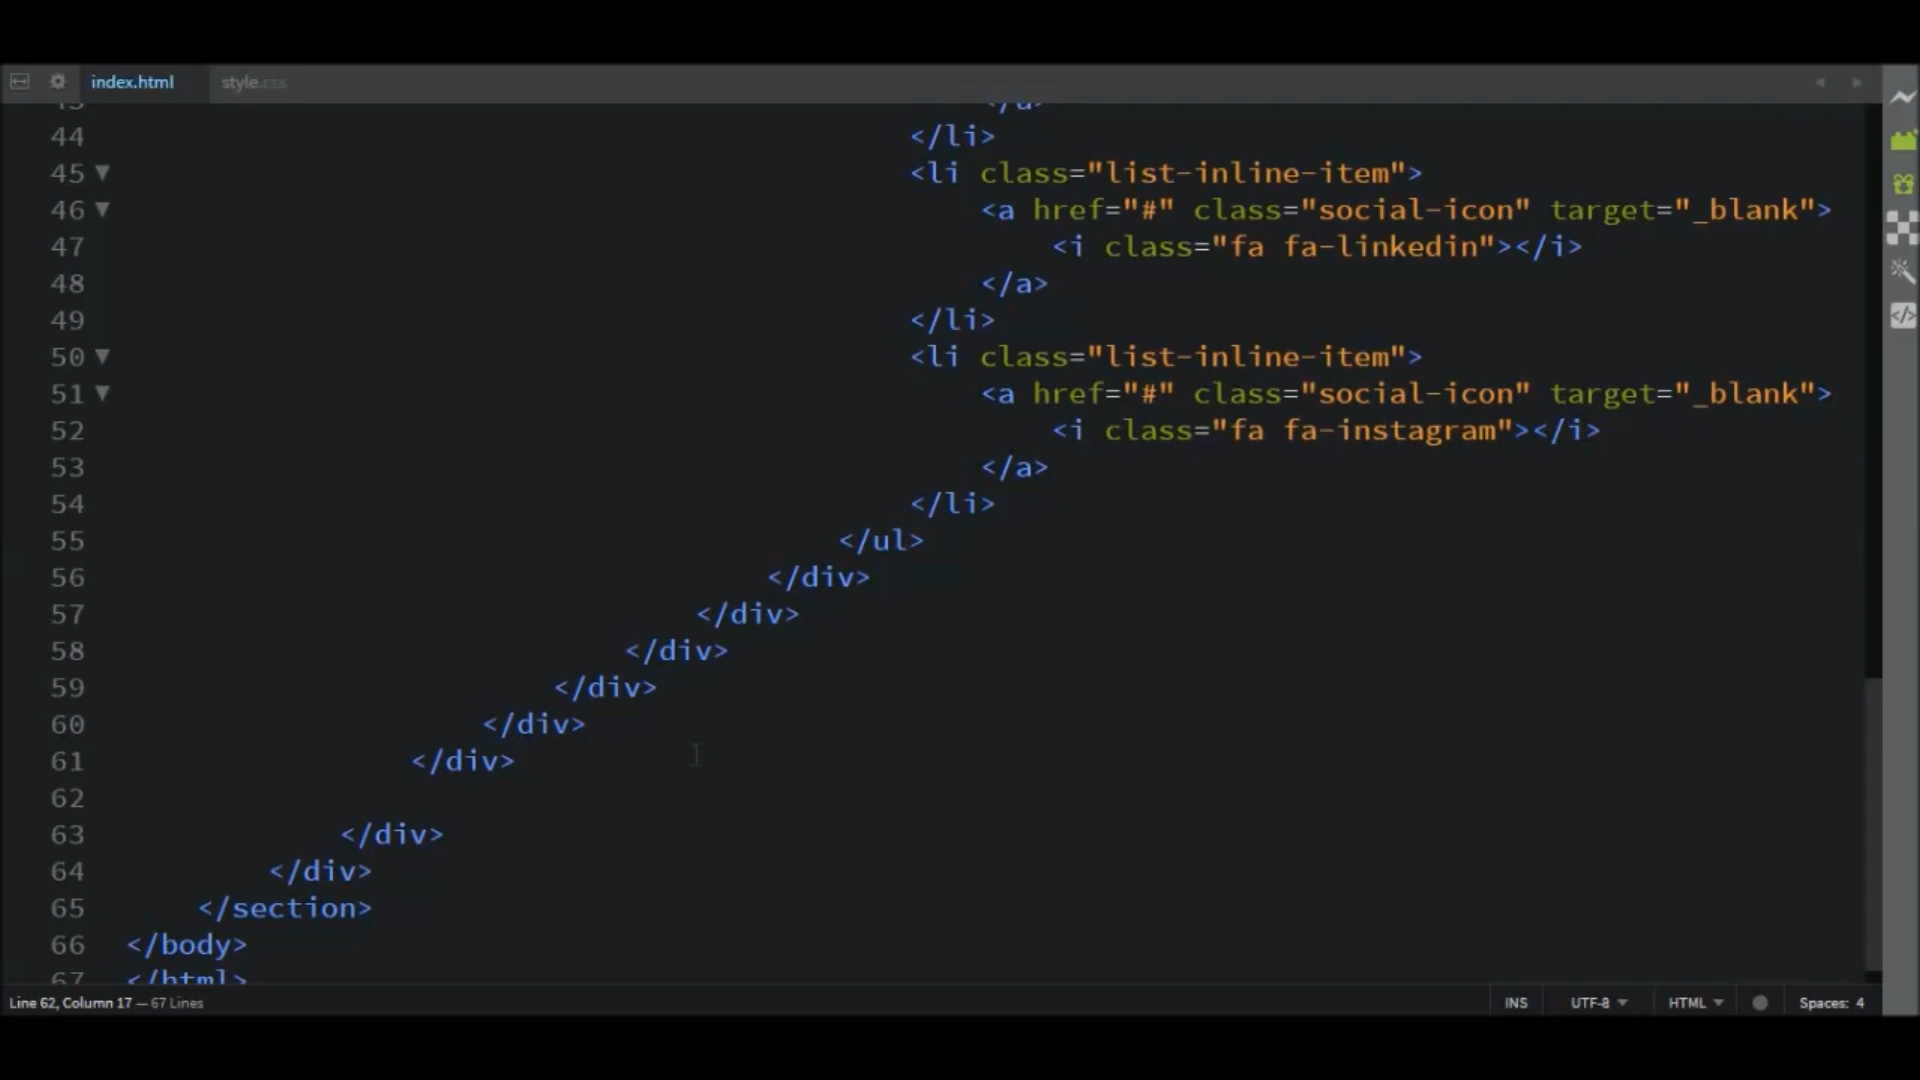 index.html style.css
43 </a>
44 </li>
45 <li class="list-inline-item">
46 <a href="#" class="social-icon" target="_blank">
47 <i class="fa fa-linkedin"></i>
48 </a>
49 </li>
50 <li class="list-inline-item">
51 <a href="#" class="social-icon" target="_blank">
52 <i class="fa fa-instagram"></i>
53 </a>
54 </li>
55 </ul>
56 </div>
57 </div>
58 </div>
59 </div>
60 </div>
61 </div>
62
63 </div>
64 </div>
65 </section>
66 </body>
67 </html>
Line 62, Column 17 — 67 Lines INS UTF-8 HTML Spaces: 4